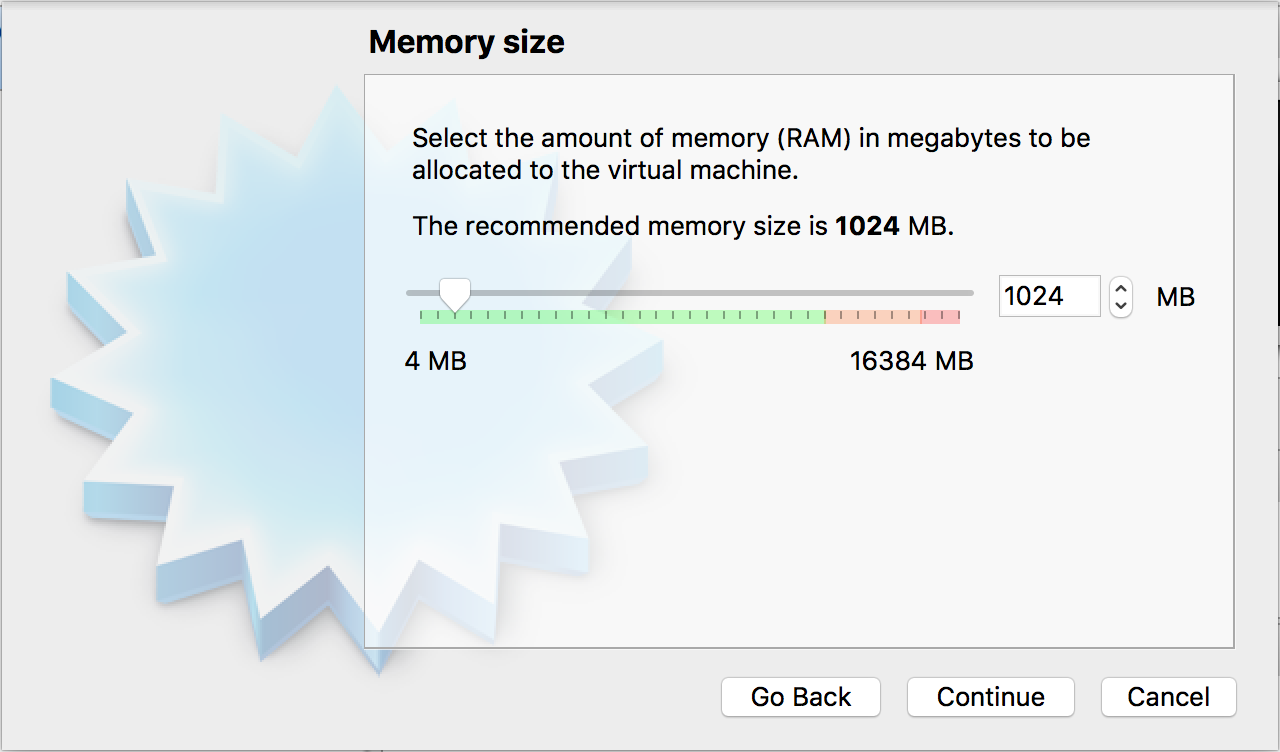 Memory size
Select the amount of memory (RAM) in megabytes to be
allocated to the virtual machine.
The recommended memory size is 1024 MB.
1024 MB
4 MB 16384 MB
Go Back Continue Cancel